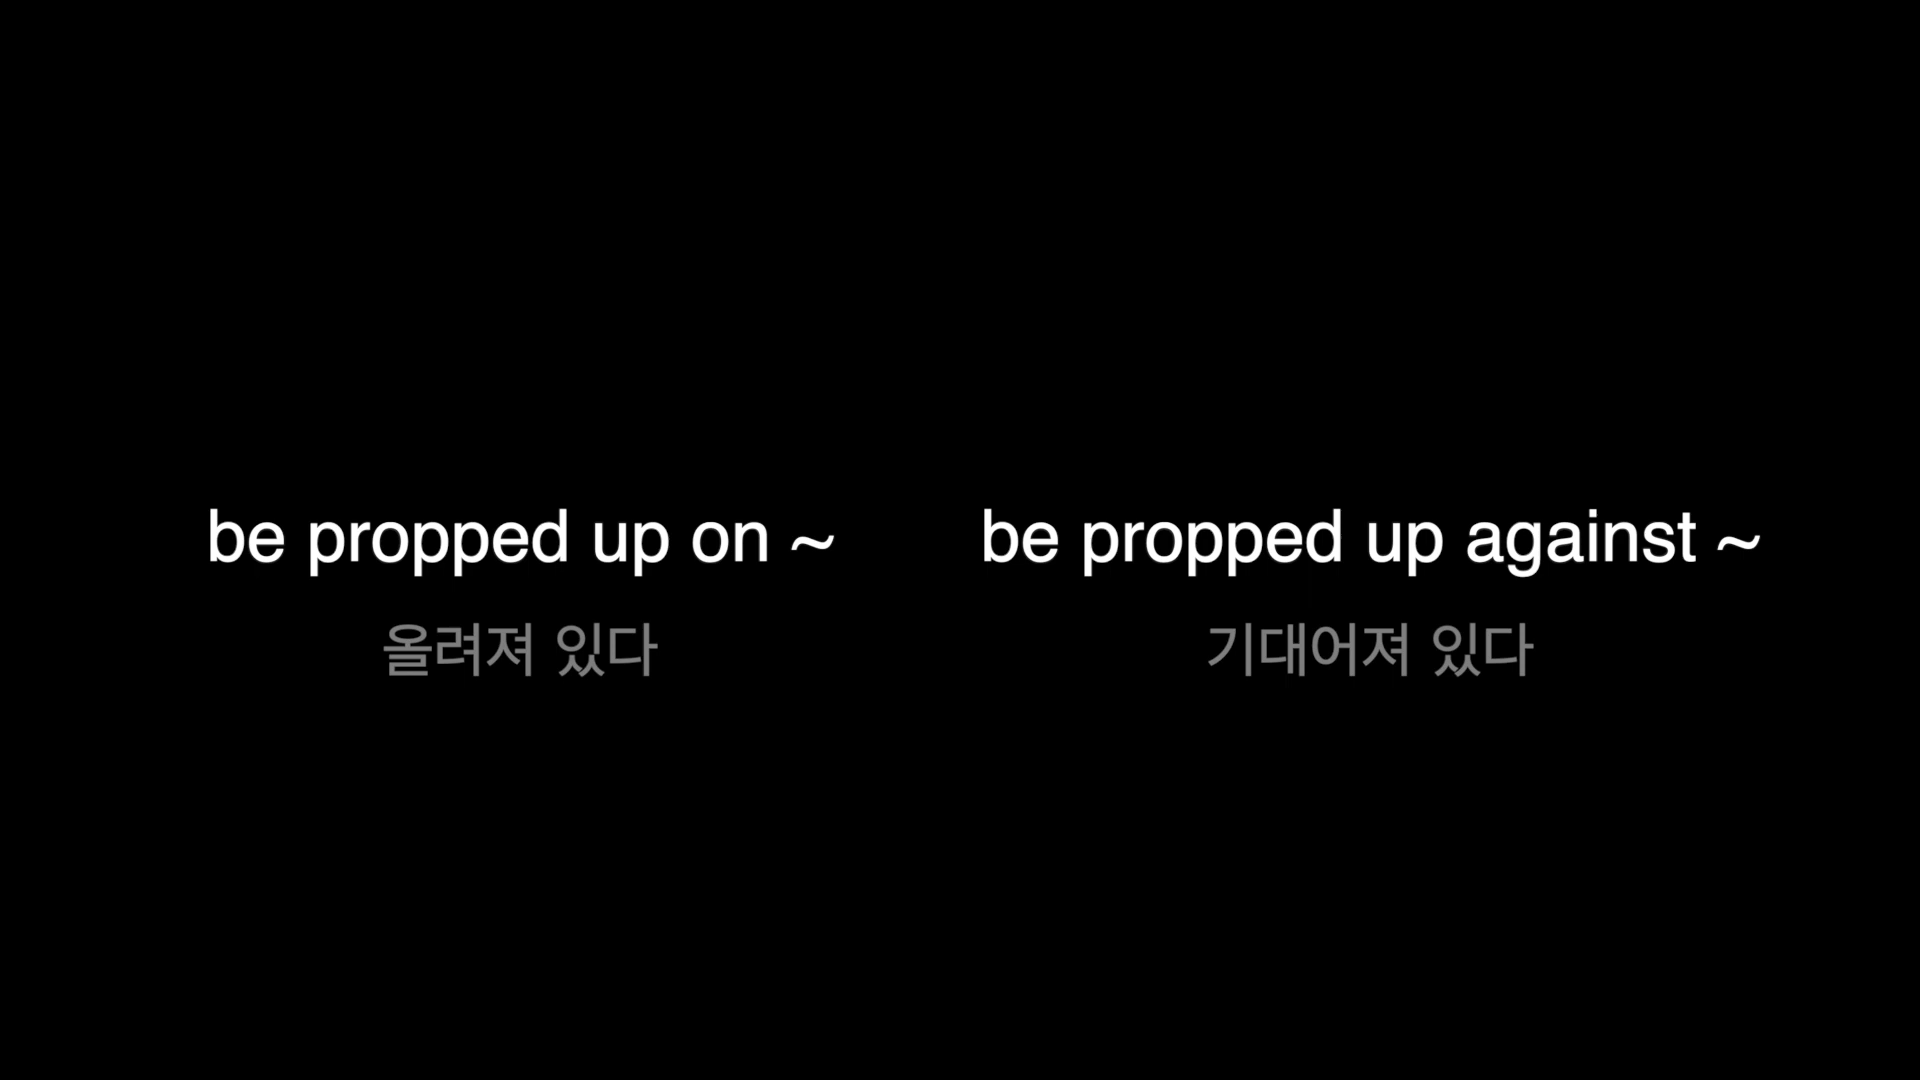 be propped up on ~
올려져 있다
be propped up against ~
기대어져 있다